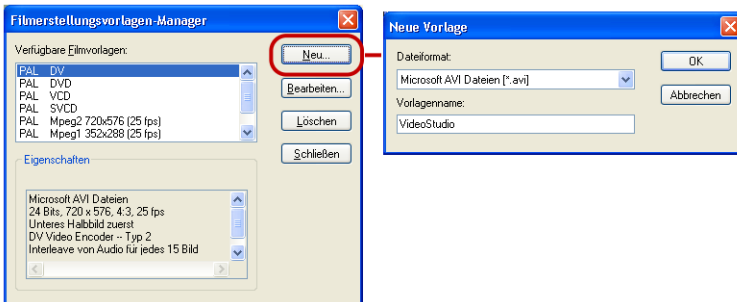 Filmerstellungsvorlagen-Manager
Verfügbare Filmvorlagen:
PAL DV
PAL DVD
PAL VCD
PAL SVCD
PAL Mpeg2 720x576 (25 fps)
PAL Mpeg1 352x288 (25 fps)
Neu...
Bearbeiten...
Löschen
Schließen
Eigenschaften
Microsoft AVI Dateien
24 Bits, 720 x 576, 4:3, 25 fps
Unteres Halbbild zuerst
DV Video Encoder -- Typ 2
Interleave von Audio für jedes 15 Bild
Neue Vorlage
Dateiformat:
Microsoft AVI Dateien [*.avi]
Vorlagenname:
VideoStudio
OK
Abbrechen